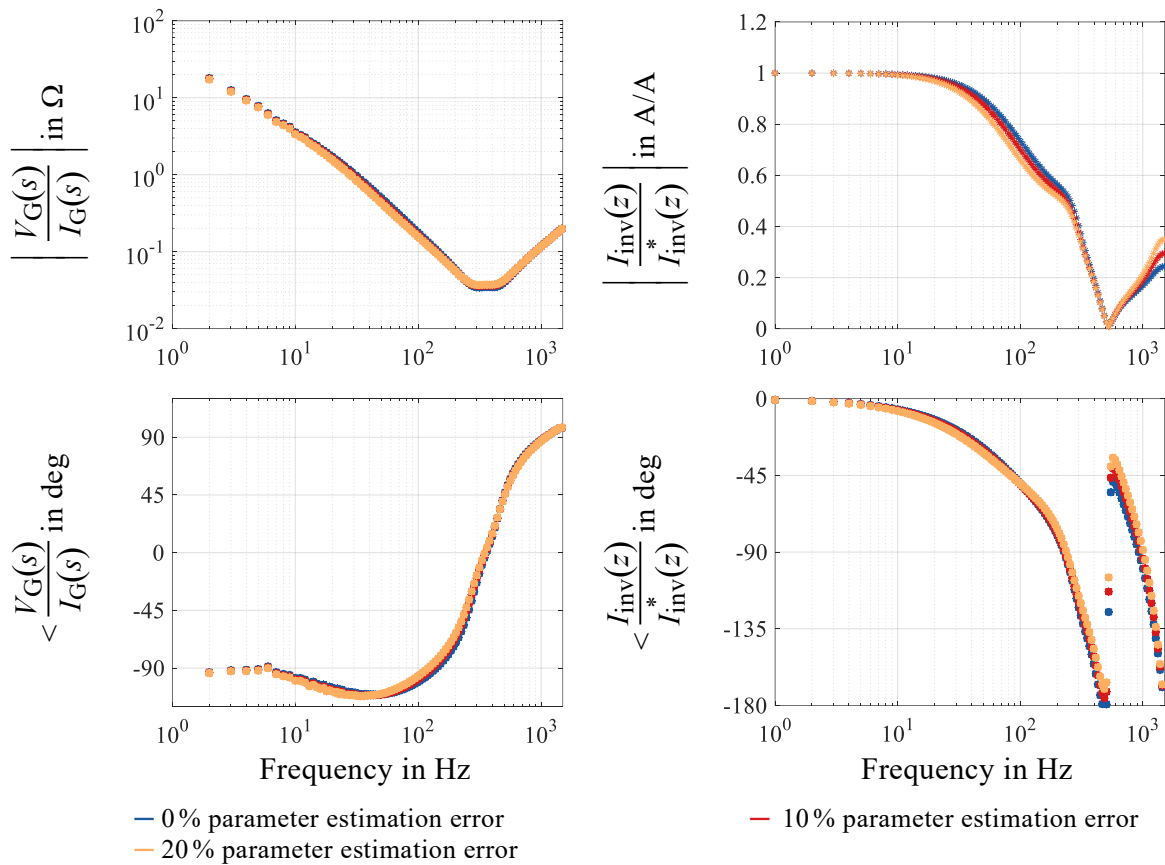 | V_G(s) / I_G(s) | in Ω
10^2
10^1
10^0
10^-1
10^-2
10^0 10^1 10^2 10^3
| I_inv(z) / I*_inv(z) | in A/A
1.2
1
0.8
0.6
0.4
0.2
0
10^0 10^1 10^2 10^3
< V_G(s) / I_G(s) in deg
90
45
0
-45
-90
10^0 10^1 10^2 10^3
Frequency in Hz
< I_inv(z) / I*_inv(z) in deg
0
-45
-90
-135
-180
10^0 10^1 10^2 10^3
Frequency in Hz
0 % parameter estimation error
10 % parameter estimation error
20 % parameter estimation error